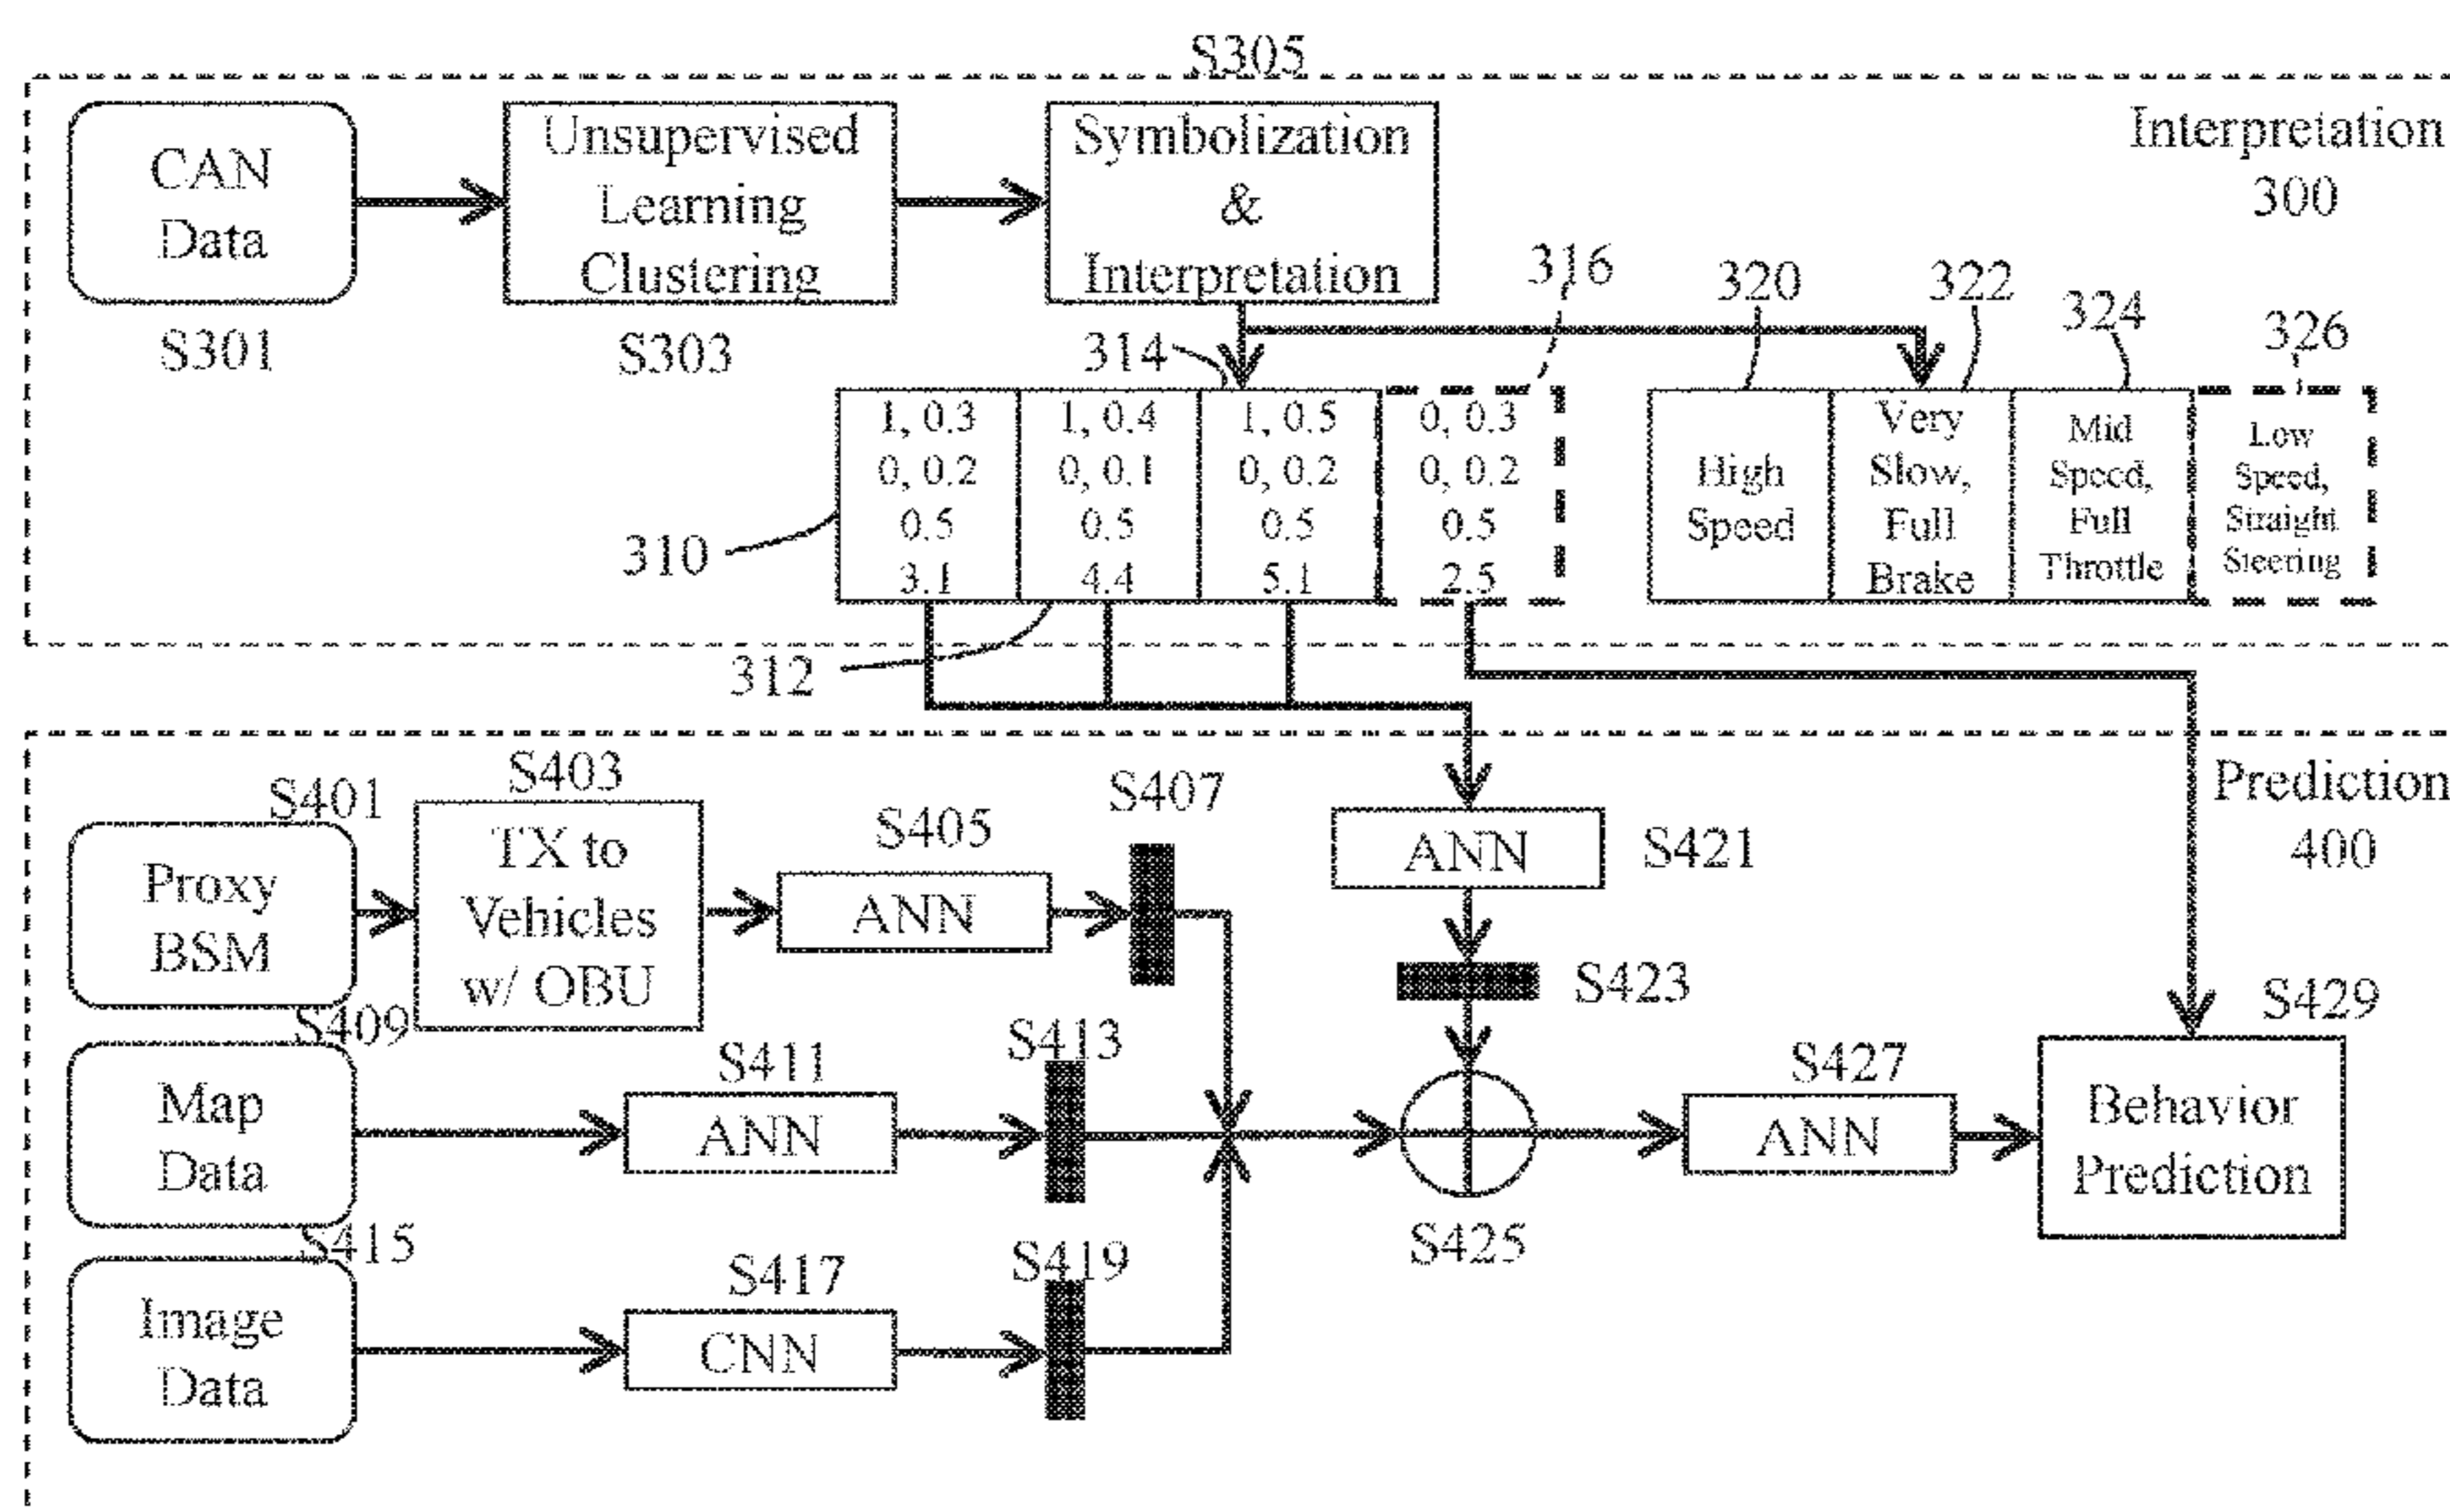 S305
CAN
Data
S301
Unsupervised
Learning
Clustering
S303
Symbolization
&
Interpretation
Interpretation
300
310
312
314
316
320
322
324
326
1, 0.3
0, 0.2
0.5
3.1
1, 0.4
0, 0.1
0.5
4.4
1, 0.5
0, 0.2
0.5
5.1
0, 0.3
0, 0.2
0.5
2.5
High
Speed
Very
Slow,
Full
Brake
Mid
Speed,
Full
Throttle
Low
Speed,
Straight
Steering
Prediction
400
S401
Proxy
BSM
S403
TX to
Vehicles
w/ OBU
S405
ANN
S407
ANN
S421
S423
S409
Map
Data
S411
ANN
S413
S425
S427
ANN
S429
Behavior
Prediction
S415
Image
Data
S417
CNN
S419